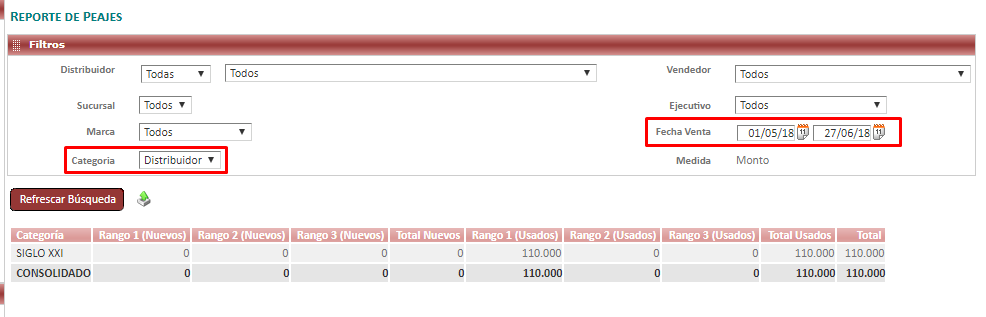 REPORTE DE PEAJES
Filtros
Distribuidor Todas Todos Vendedor Todos
Sucursal Todos Ejecutivo Todos
Marca Todos Fecha Venta 01/05/18 11 27/06/18 11
Categoria Distribuidor Medida Monto
Refrescar Búsqueda
Categoría Rango 1 (Nuevos) Rango 2 (Nuevos) Rango 3 (Nuevos) Total Nuevos Rango 1 (Usados) Rango 2 (Usados) Rango 3 (Usados) Total Usados Total
SIGLO XXI 0 0 0 0 110.000 0 0 110.000 110.000
CONSOLIDADO 0 0 0 0 110.000 0 0 110.000 110.000